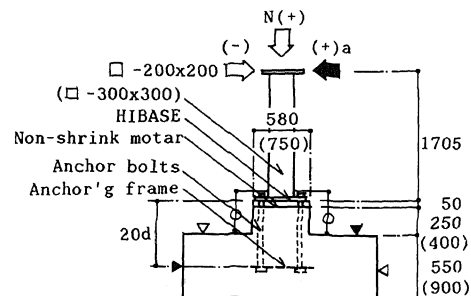 N(+)
(-)
(+)a
□ -200x200
(□ -300x300)
HIBASE
580
(750)
Non-shrink motar
1705
Anchor bolts
Anchor'g frame
50
20d
250
(400)
550
(900)